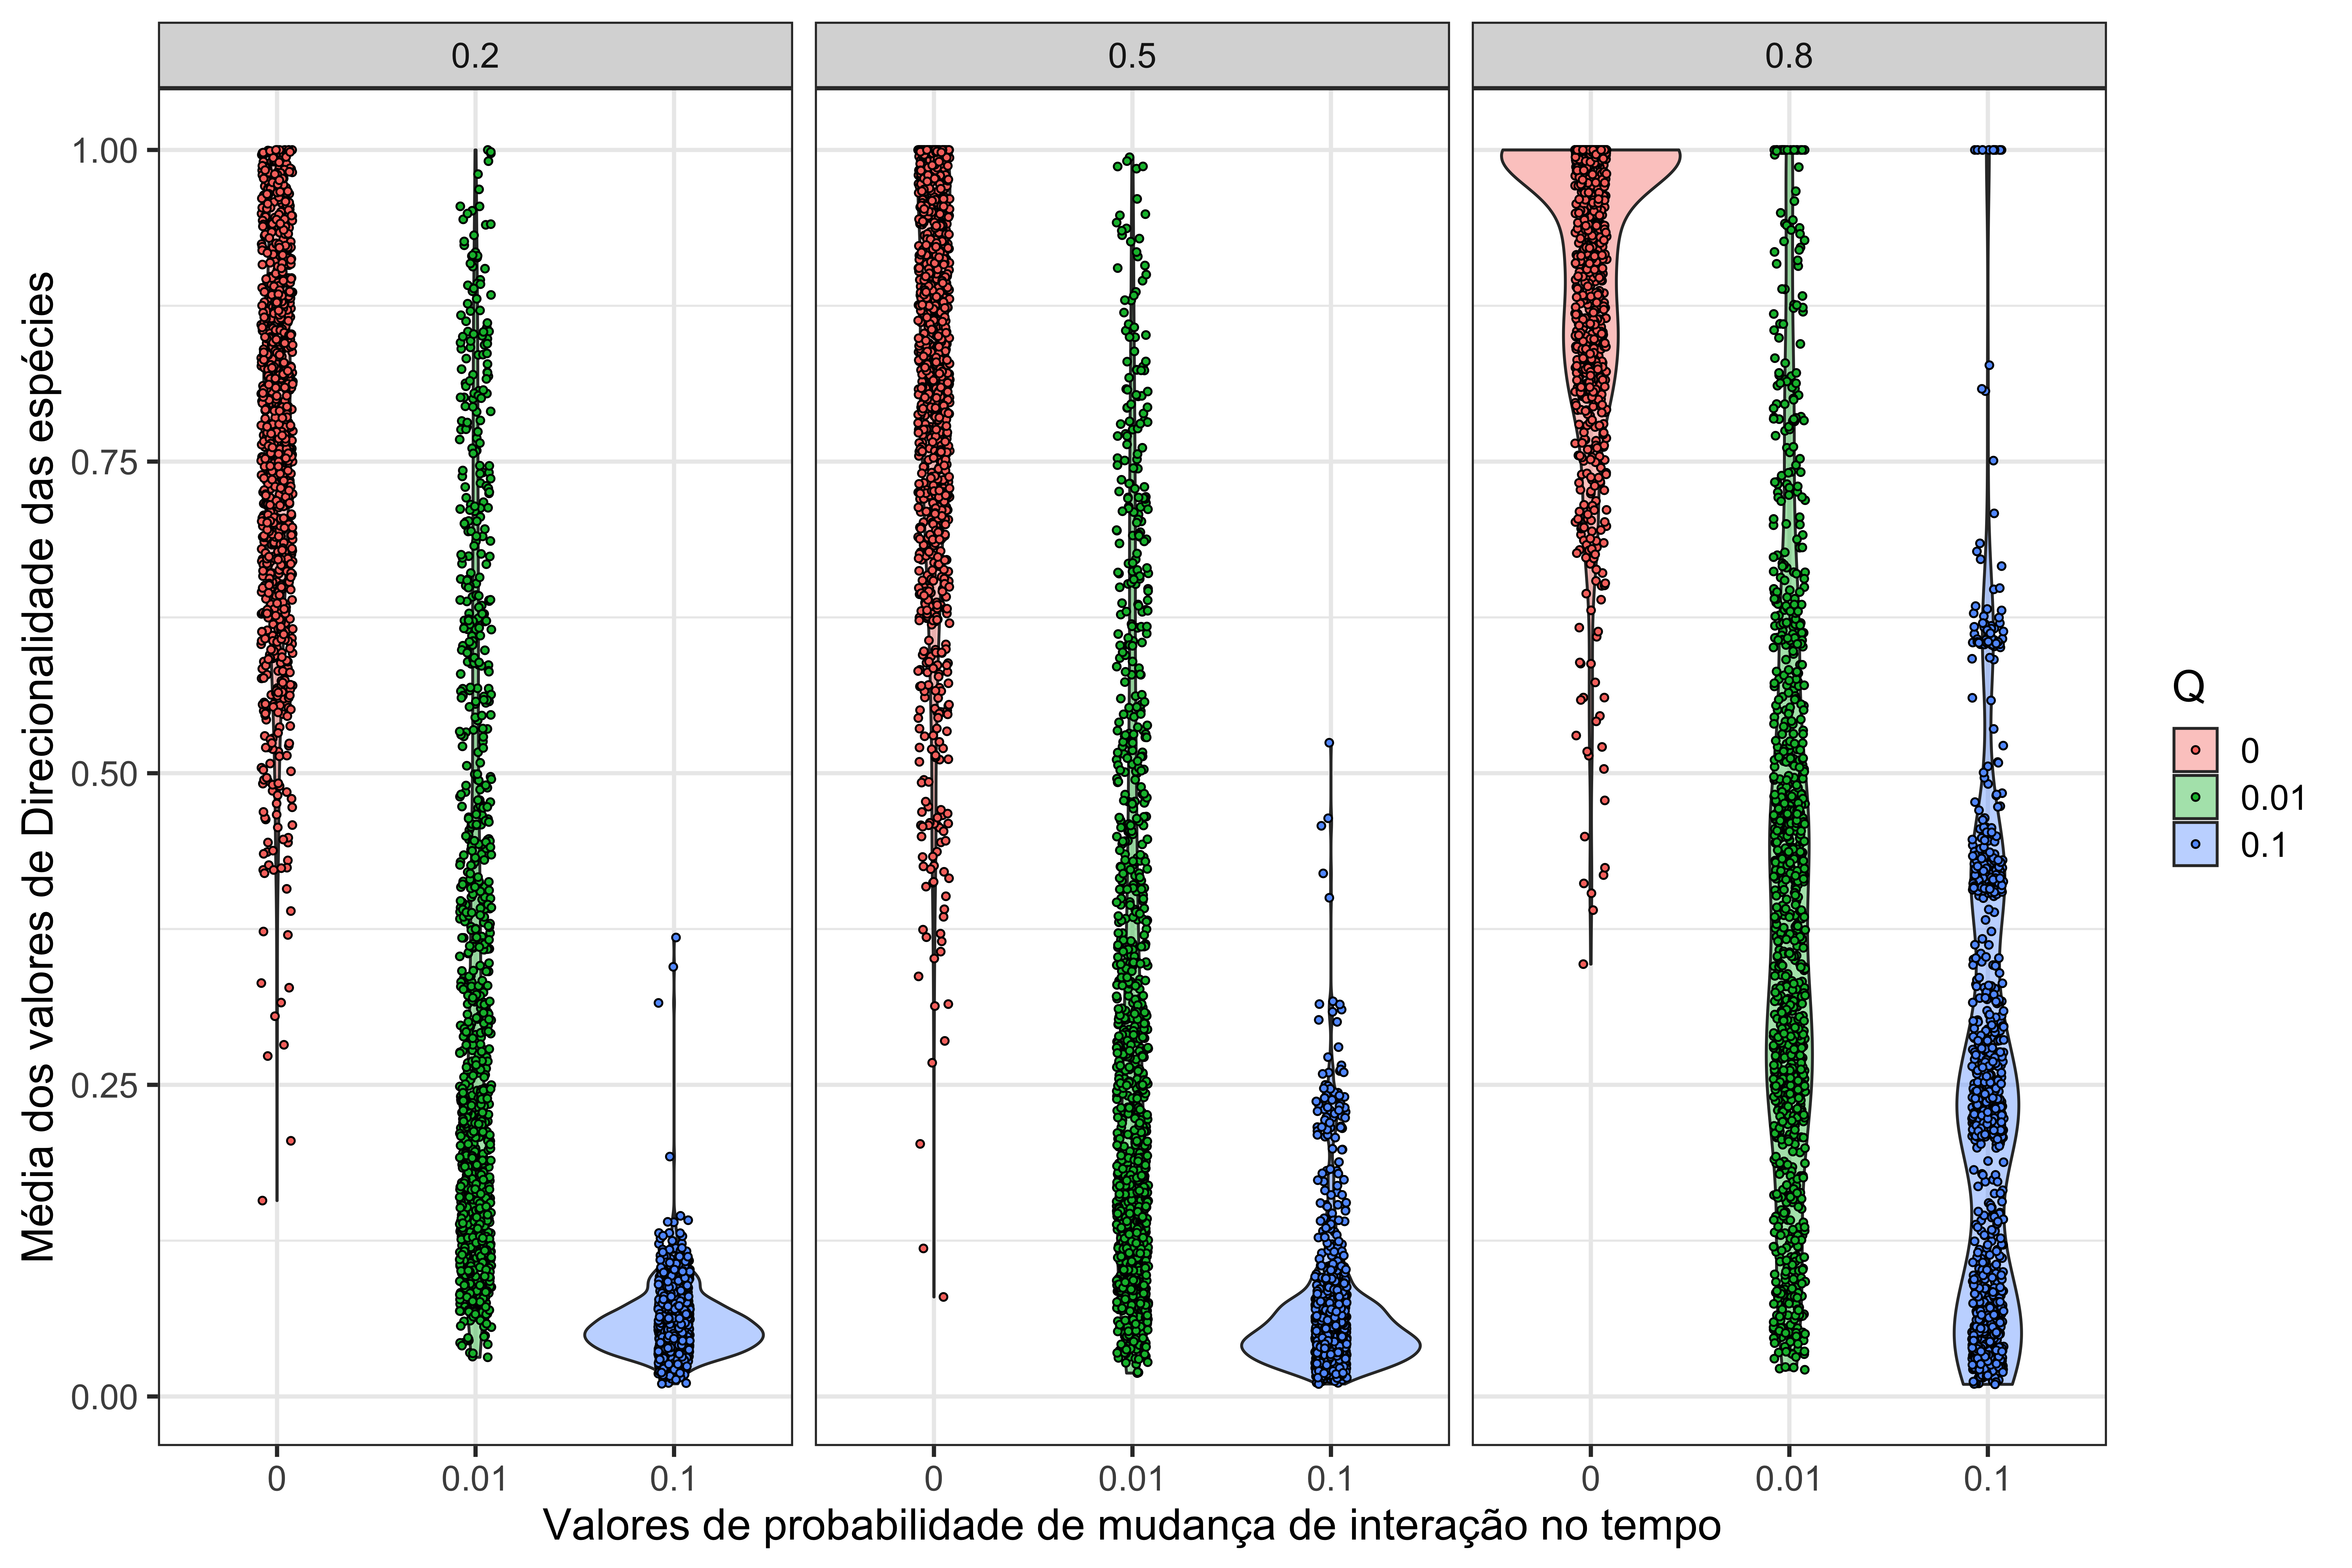 0.2 0.5 0.8
Média dos valores de Direcionalidade das espécies
1.00
0.75
0.50
0.25
0.00
0 0.01 0.1 0 0.01 0.1 0 0.01 0.1
Valores de probabilidade de mudança de interação no tempo
Q
0
0.01
0.1